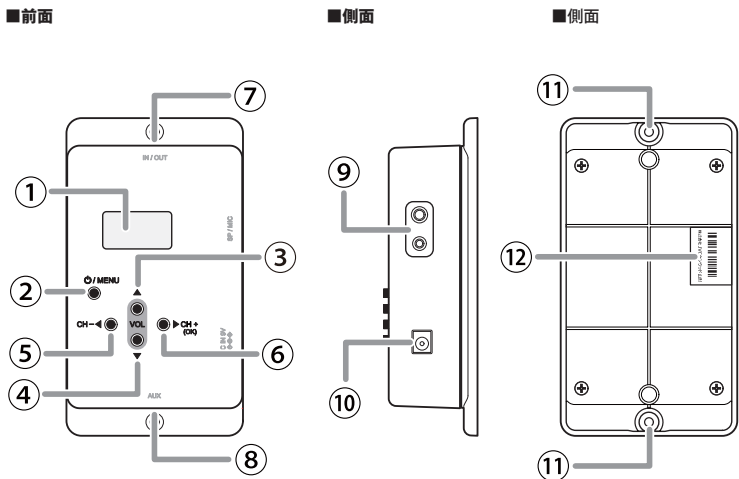 ■前面
■側面
■側面
⑦
IN / OUT
①
SP / MIC
③
⏻ / MENU
②
▲
CH－◀
VOL
▶CH +
(OK)
⑤
⑥
▼
④
AUX
⑧
⑨
⑩
⑪
⑫
⑪